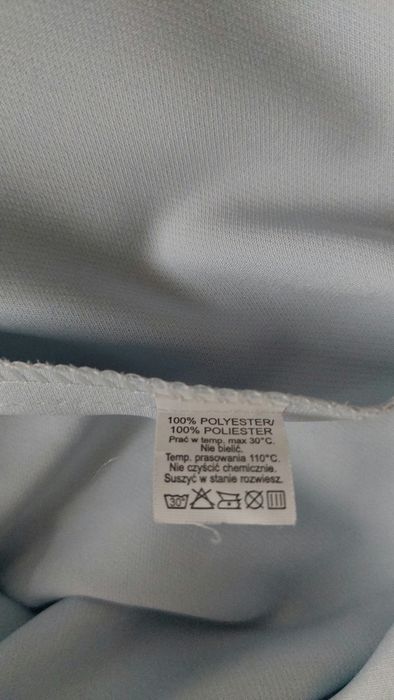 100% POLYESTER/
100% POLIESTER
Prać w temp. max 30°C.
Nie bielić.
Temp. prasowania 110°C.
Nie czyścić chemicznie.
Suszyć w stanie rozwiesz.
30°